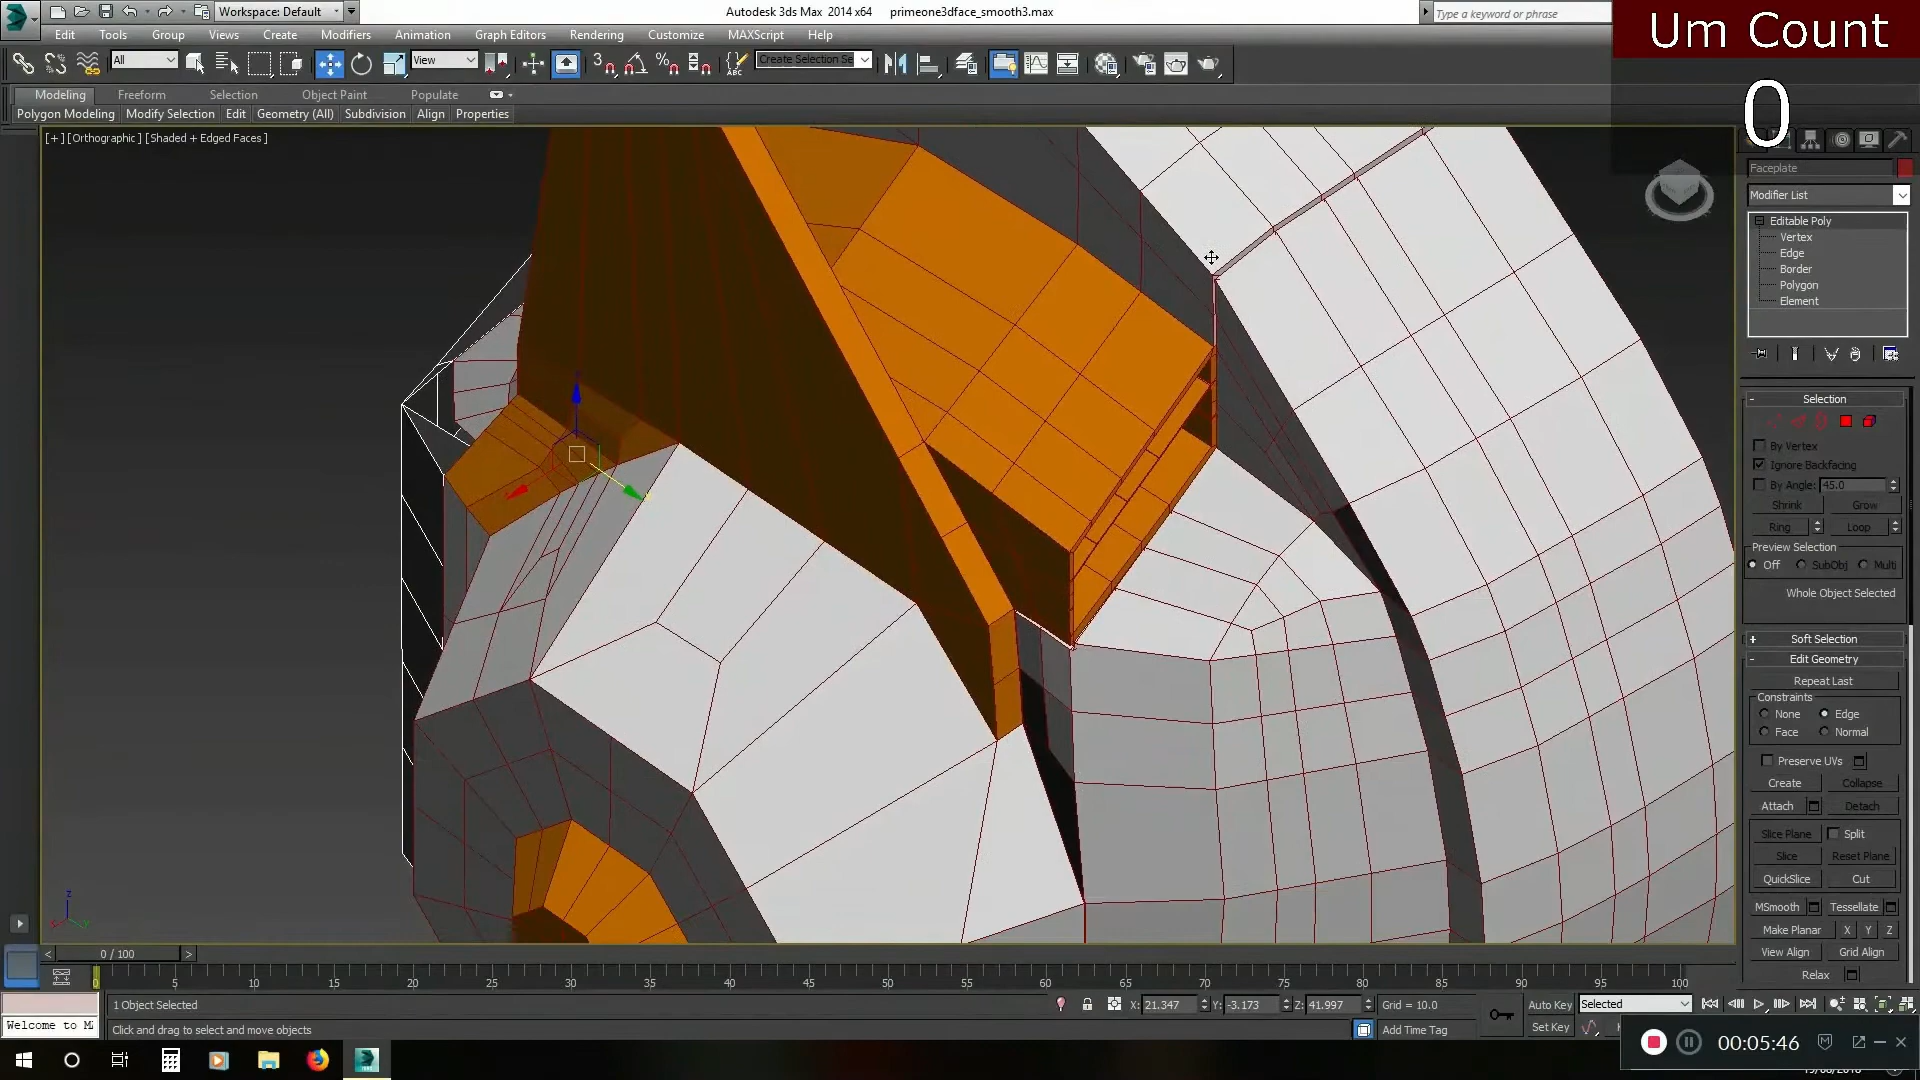 Workspace: Default
Autodesk 3ds Max 2014 x64 primeone3dface_smooth3.max
Type a keyword or phrase
Um Count
0
Edit Tools Group Views Create Modifiers Animation Graph Editors Rendering Customize MAXScript Help
All View Create Selection Se
Modeling Freeform Selection Object Paint Populate
Polygon Modeling Modify Selection Edit Geometry (All) Subdivision Align Properties
[+] [Orthographic] [Shaded + Edged Faces]
Faceplate
Modifier List
Editable Poly
Vertex
Edge
Border
Polygon
Element
- Selection
By Vertex
Ignore Backfacing
By Angle: 45.0
Shrink Grow
Ring Loop
Preview Selection
Off SubObj Multi
Whole Object Selected
+ Soft Selection
- Edit Geometry
Repeat Last
Constraints
None Edge
Face Normal
Preserve UVs
Create Collapse
Attach Detach
Slice Plane Split
Slice Reset Plane
QuickSlice Cut
MSmooth Tessellate
Make Planar X Y Z
View Align Grid Align
Relax
< 0 / 100 >
0 5 10 15 20 25 30 35 40 45 50 55 60 65 70 75 80 85 90 95 100
1 Object Selected X: 21.347 Y: -3.173 Z: 41.997 Grid = 10.0 Auto Key Selected
Welcome to M Click and drag to select and move objects Add Time Tag Set Key
00:05:46